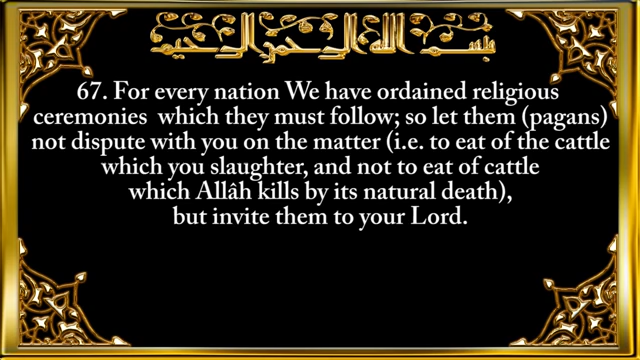 بسم الله الرحمن الرحيم
67. For every nation We have ordained religious
ceremonies which they must follow; so let them (pagans)
not dispute with you on the matter (i.e. to eat of the cattle
which you slaughter, and not to eat of cattle
which Allâh kills by its natural death),
but invite them to your Lord.